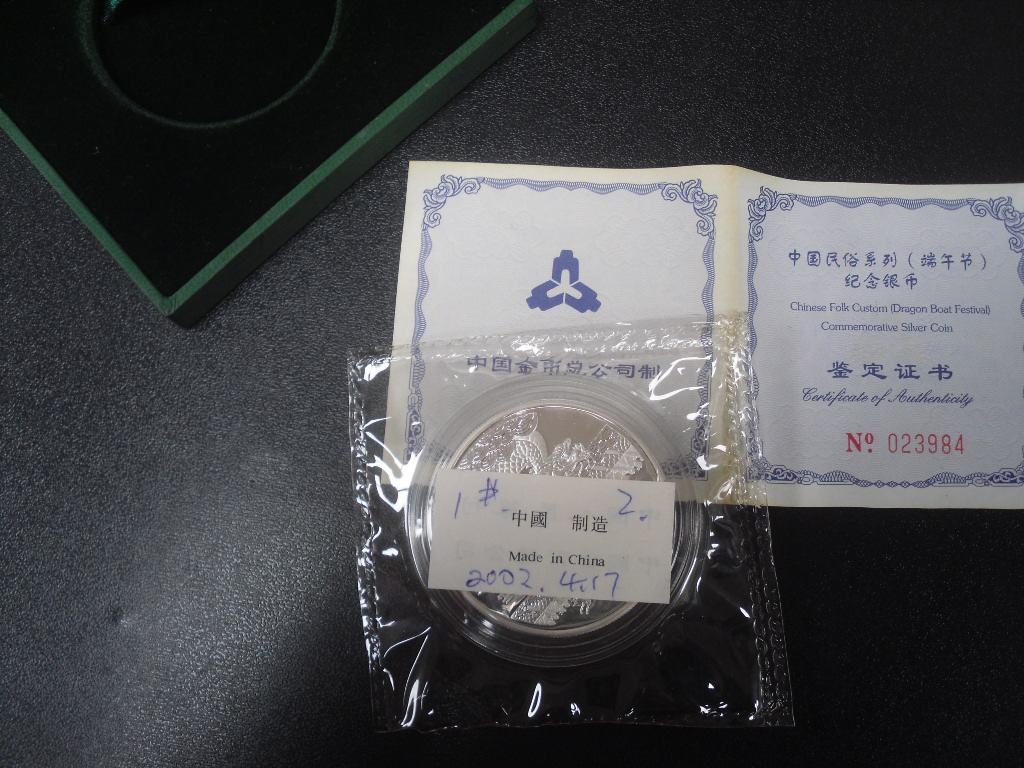 中国金币总公司制
中国民俗系列（端午节）
纪念银币
Chinese Folk Custom (Dragon Boat Festival)
Commemorative Silver Coin
鉴定证书
Certificate of Authenticity
Nº 023984
1 #. 2.
中國 制造
Made in China
2002.4.17